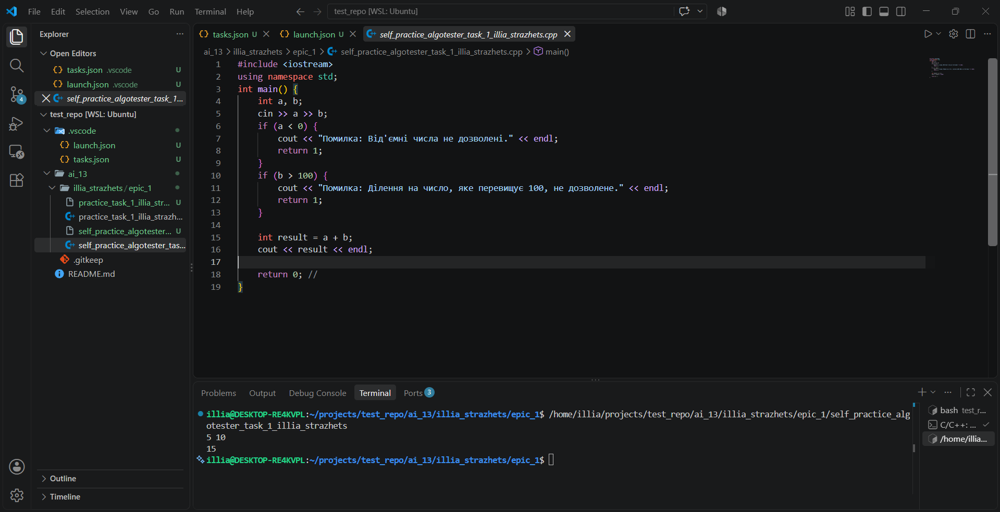 File Edit Selection View Go Run Terminal Help
test_repo [WSL: Ubuntu]
Explorer
Open Editors
tasks.json .vscode U
launch.json .vscode U
self_practice_algotester_task_1...
test_repo [WSL: Ubuntu]
.vscode
launch.json U
tasks.json U
ai_13
illia_strazhets / epic_1
practice_task_1_illia_str... U
practice_task_1_illia_strazh...
self_practice_algotester... U
self_practice_algotester_tas...
.gitkeep
README.md
Outline
Timeline
4
tasks.json U
launch.json U
self_practice_algotester_task_1_illia_strazhets.cpp
ai_13 > illia_strazhets > epic_1 > self_practice_algotester_task_1_illia_strazhets.cpp > main()
1 #include <iostream>
2 using namespace std;
3 int main() {
4 int a, b;
5 cin >> a >> b;
6 if (a < 0) {
7 cout << "Помилка: Від'ємні числа не дозволені." << endl;
8 return 1;
9 }
10 if (b > 100) {
11 cout << "Помилка: Ділення на число, яке перевищує 100, не дозволене." << endl;
12 return 1;
13 }
14
15 int result = a + b;
16 cout << result << endl;
17
18 return 0; //
19 }
Problems Output Debug Console Terminal Ports 3
illia@DESKTOP-RE4KVPL:~/projects/test_repo/ai_13/illia_strazhets/epic_1$ /home/illia/projects/test_repo/ai_13/illia_strazhets/epic_1/self_practice_alg
otester_task_1_illia_strazhets
5 10
15
illia@DESKTOP-RE4KVPL:~/projects/test_repo/ai_13/illia_strazhets/epic_1$
bash test_r...
C/C++: ...
/home/illia...